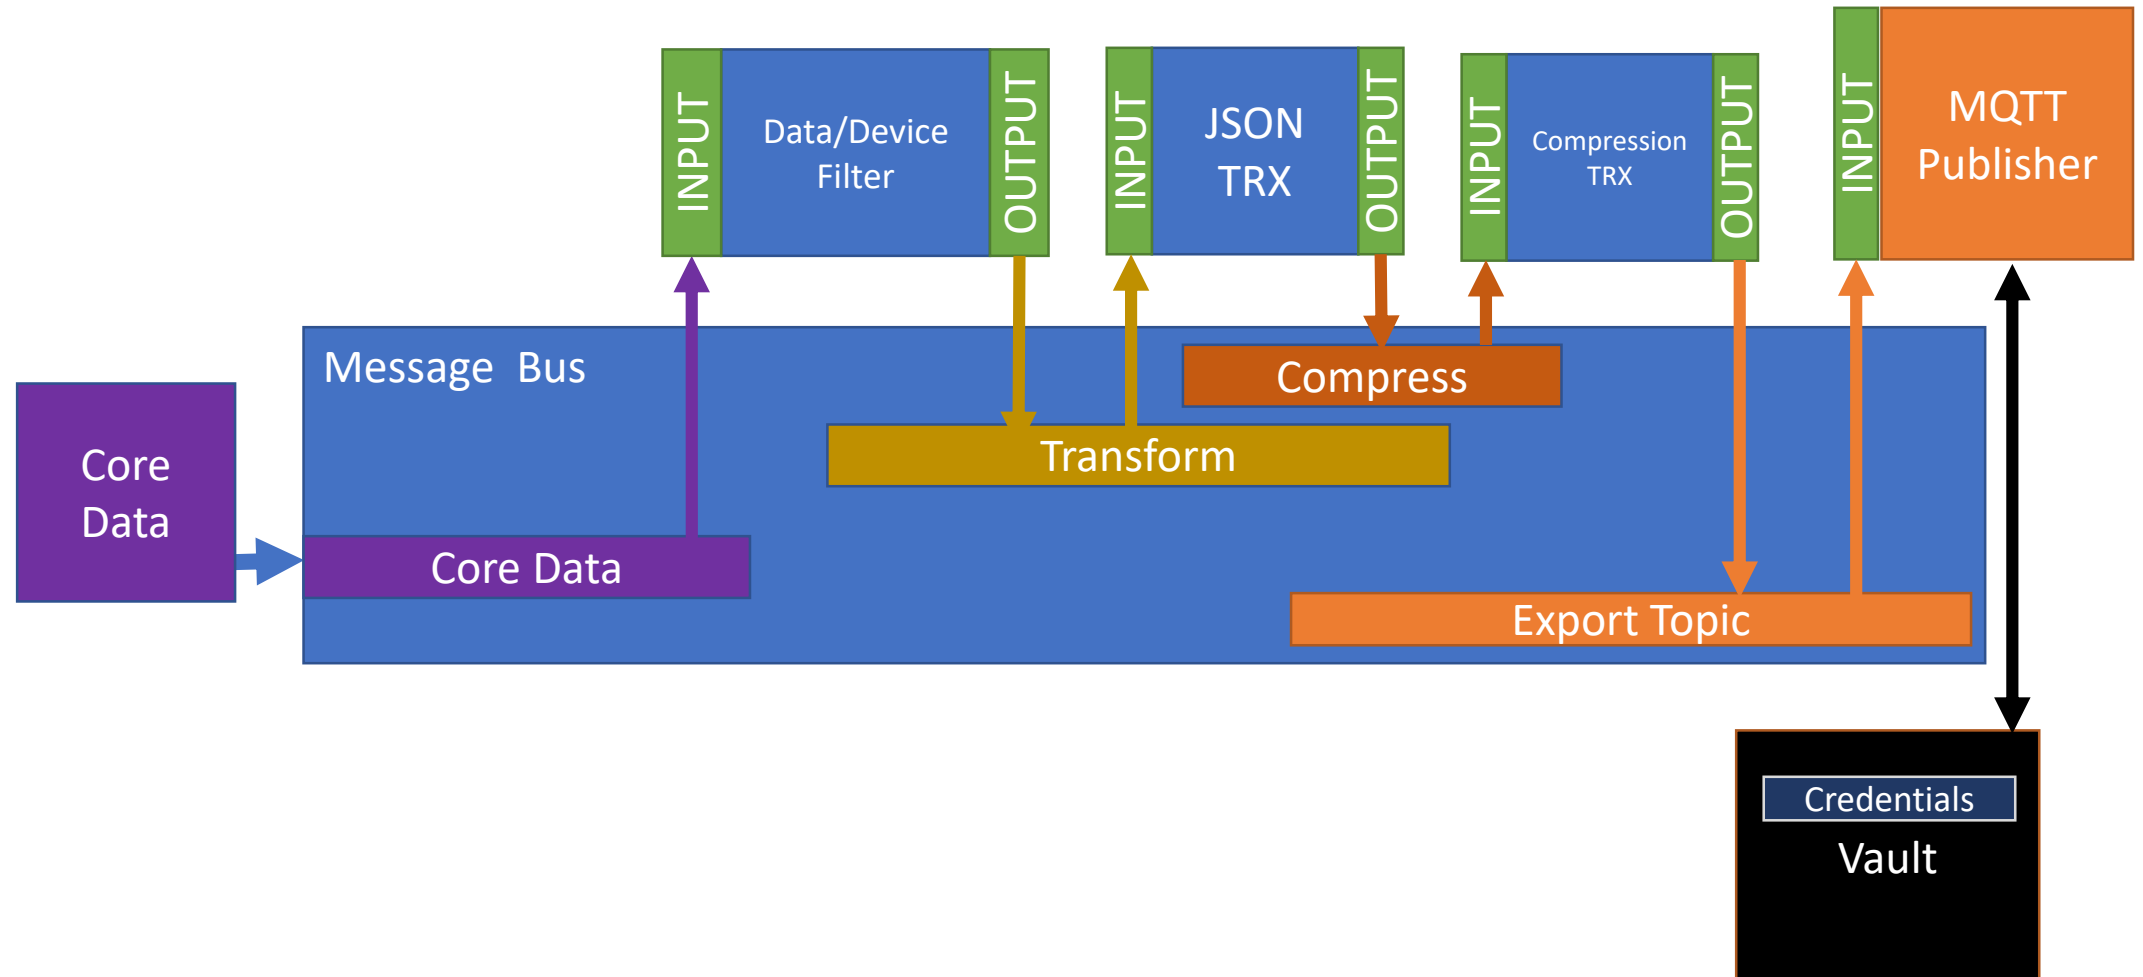 INPUT
Data/Device
Filter
OUTPUT
INPUT
JSON
TRX
OUTPUT
INPUT
Compression
TRX
OUTPUT
INPUT
MQTT
Publisher
Message Bus
Compress
Transform
Core
Data
Core Data
Export Topic
Credentials
Vault